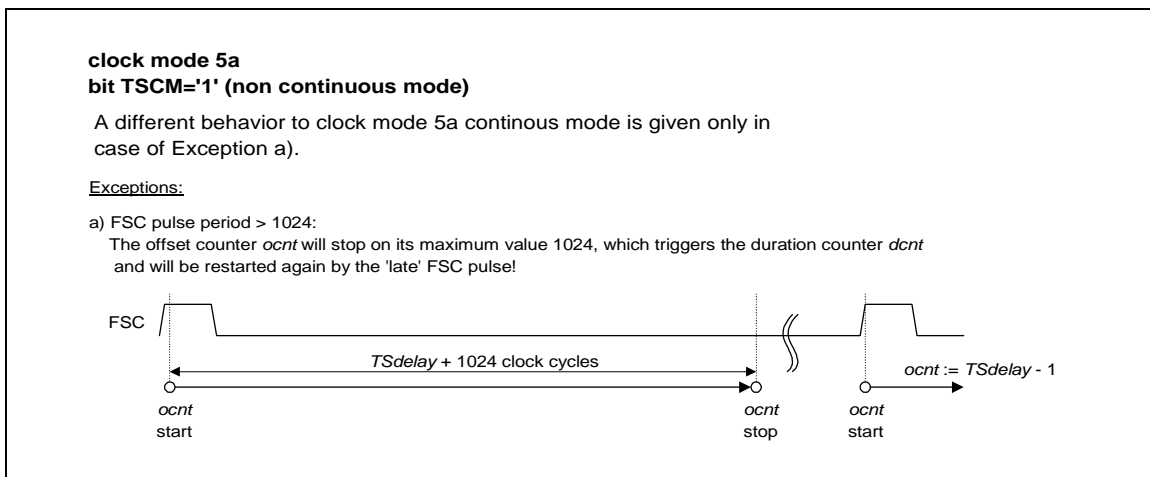 clock mode 5a
bit TSCM='1' (non continuous mode)
A different behavior to clock mode 5a continous mode is given only in
case of Exception a).
Exceptions:
a) FSC pulse period > 1024:
The offset counter ocnt will stop on its maximum value 1024, which triggers the duration counter dcnt
and will be restarted again by the 'late' FSC pulse!
FSC
TSdelay + 1024 clock cycles
ocnt := TSdelay - 1
ocnt ocnt ocnt
start stop start